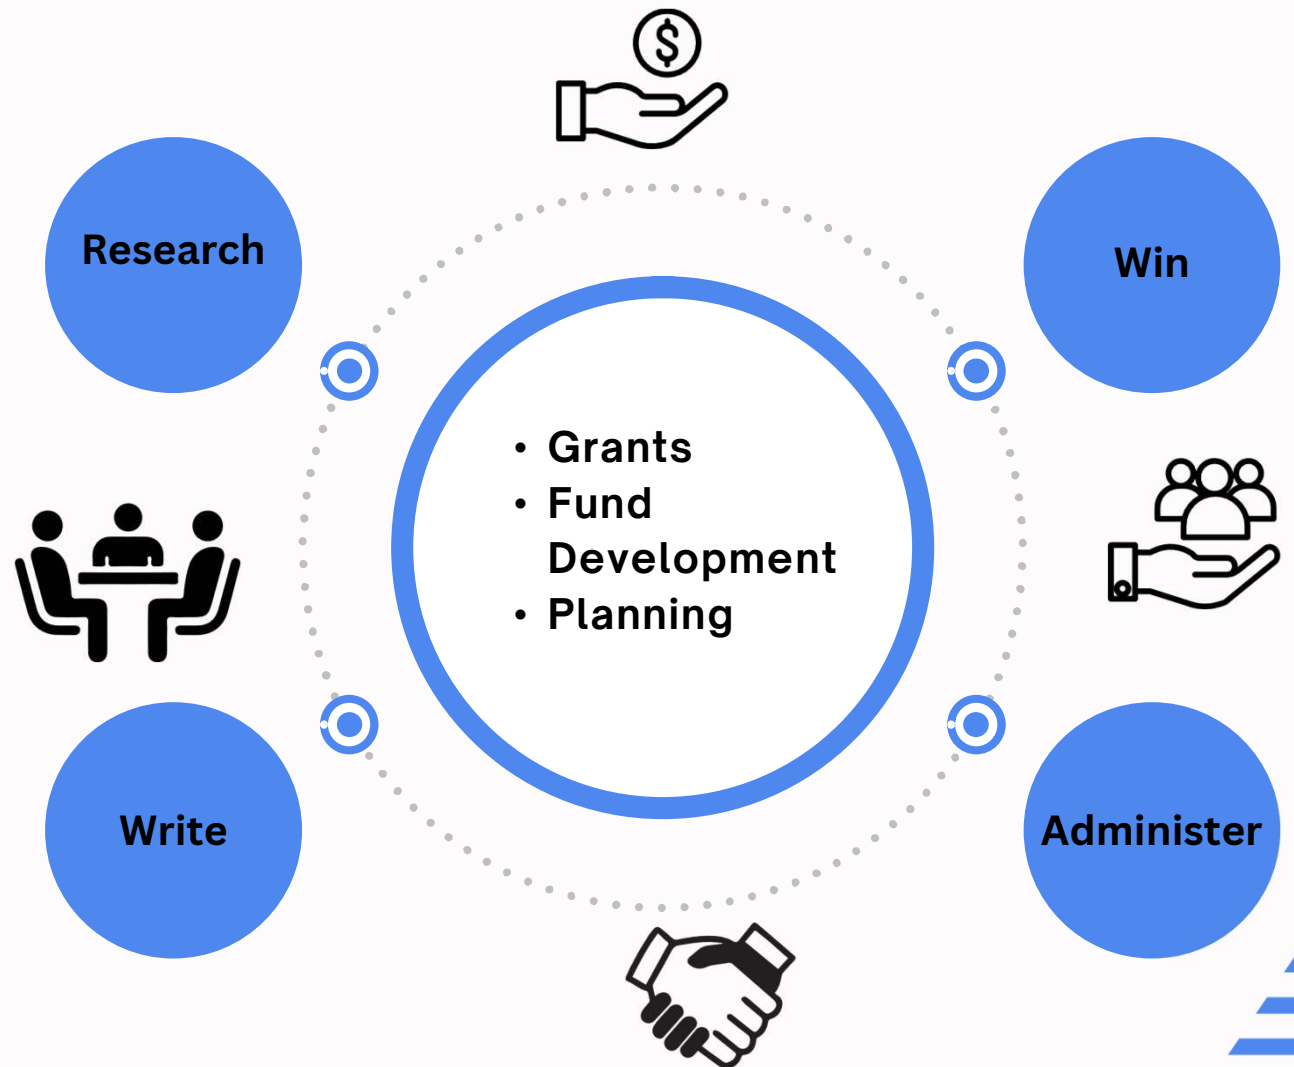 $
Research
Win
• Grants
• Fund
Development
• Planning
Write
Administer